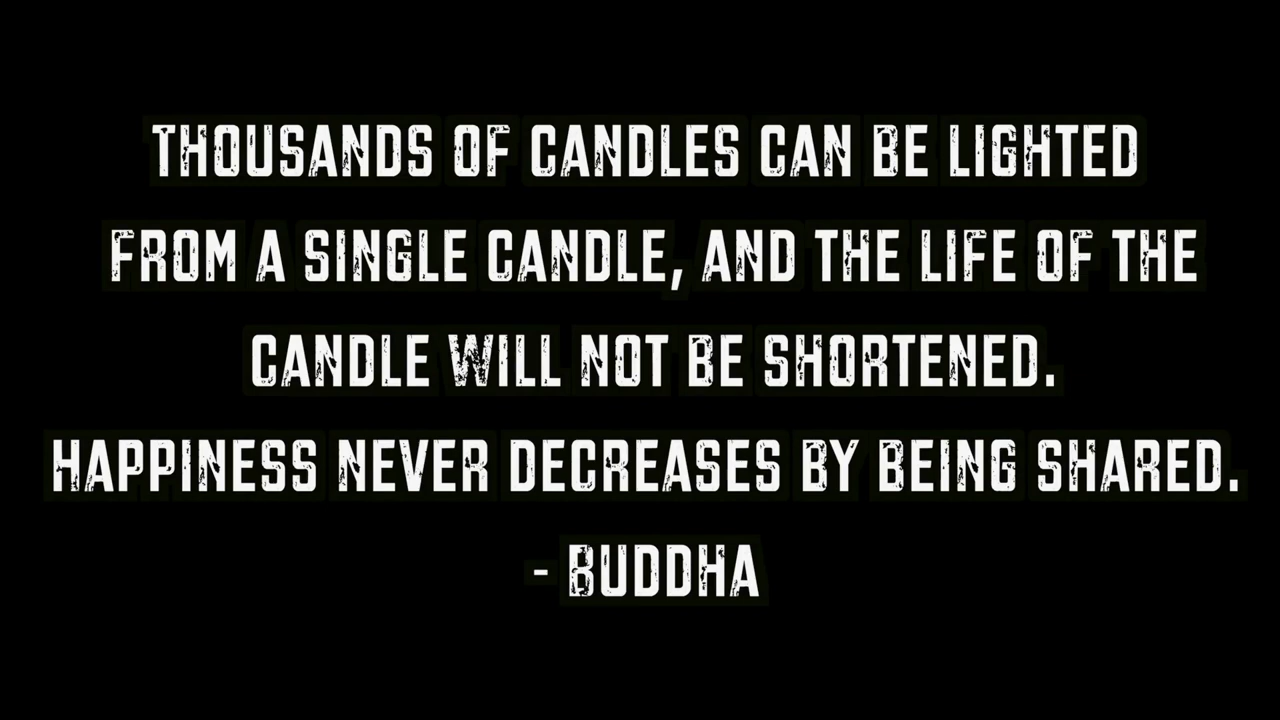 THOUSANDS OF CANDLES CAN BE LIGHTED
FROM A SINGLE CANDLE, AND THE LIFE OF THE
CANDLE WILL NOT BE SHORTENED.
HAPPINESS NEVER DECREASES BY BEING SHARED.
- BUDDHA